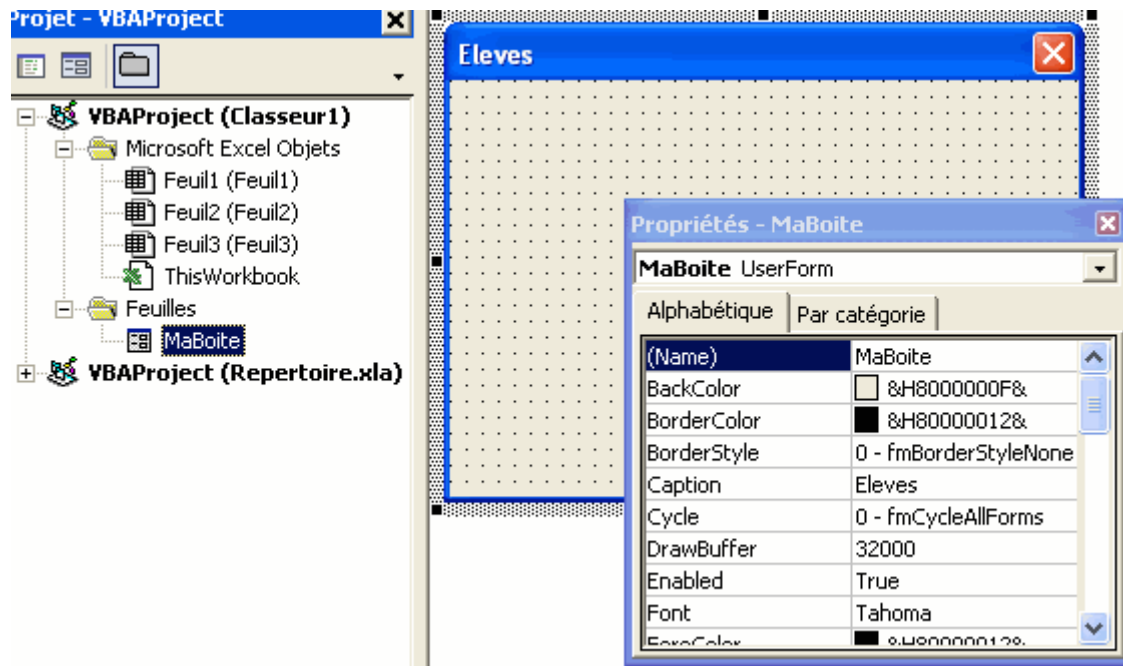 Projet - VBAProject
VBAProject (Classeur1)
Microsoft Excel Objets
Feuil1 (Feuil1)
Feuil2 (Feuil2)
Feuil3 (Feuil3)
ThisWorkbook
Feuilles
MaBoite
VBAProject (Repertoire.xla)
Eleves
Propriétés - MaBoite
MaBoite UserForm
Alphabétique Par catégorie
(Name) MaBoite
BackColor &H8000000F&
BorderColor &H80000012&
BorderStyle 0 - fmBorderStyleNone
Caption Eleves
Cycle 0 - fmCycleAllForms
DrawBuffer 32000
Enabled True
Font Tahoma
ForeColor &H80000012&